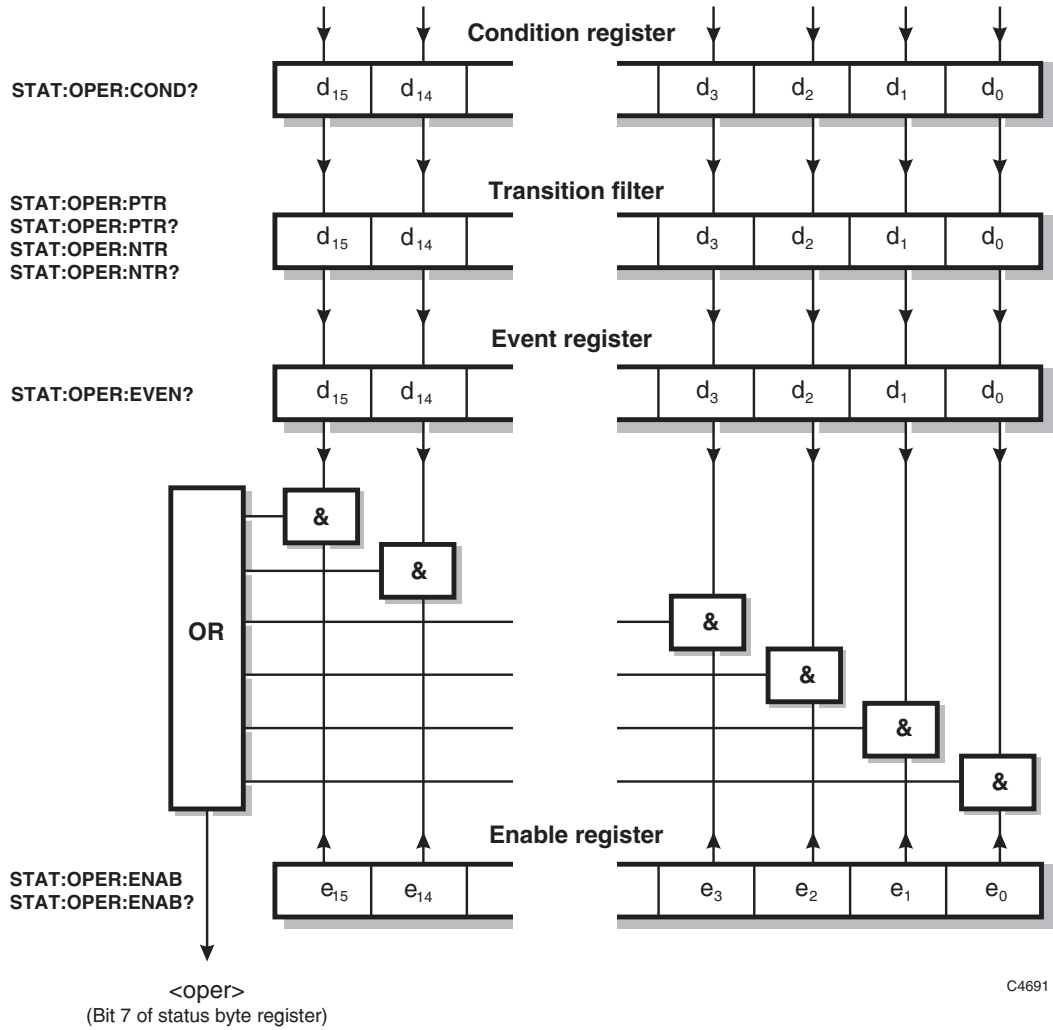 Condition register
STAT:OPER:COND?
d15 d14 d3 d2 d1 d0
Transition filter
STAT:OPER:PTR
STAT:OPER:PTR?
STAT:OPER:NTR
STAT:OPER:NTR?
d15 d14 d3 d2 d1 d0
Event register
STAT:OPER:EVEN?
d15 d14 d3 d2 d1 d0
&
&
OR
&
&
&
&
Enable register
STAT:OPER:ENAB
STAT:OPER:ENAB?
e15 e14 e3 e2 e1 e0
<oper>
(Bit 7 of status byte register)
C4691